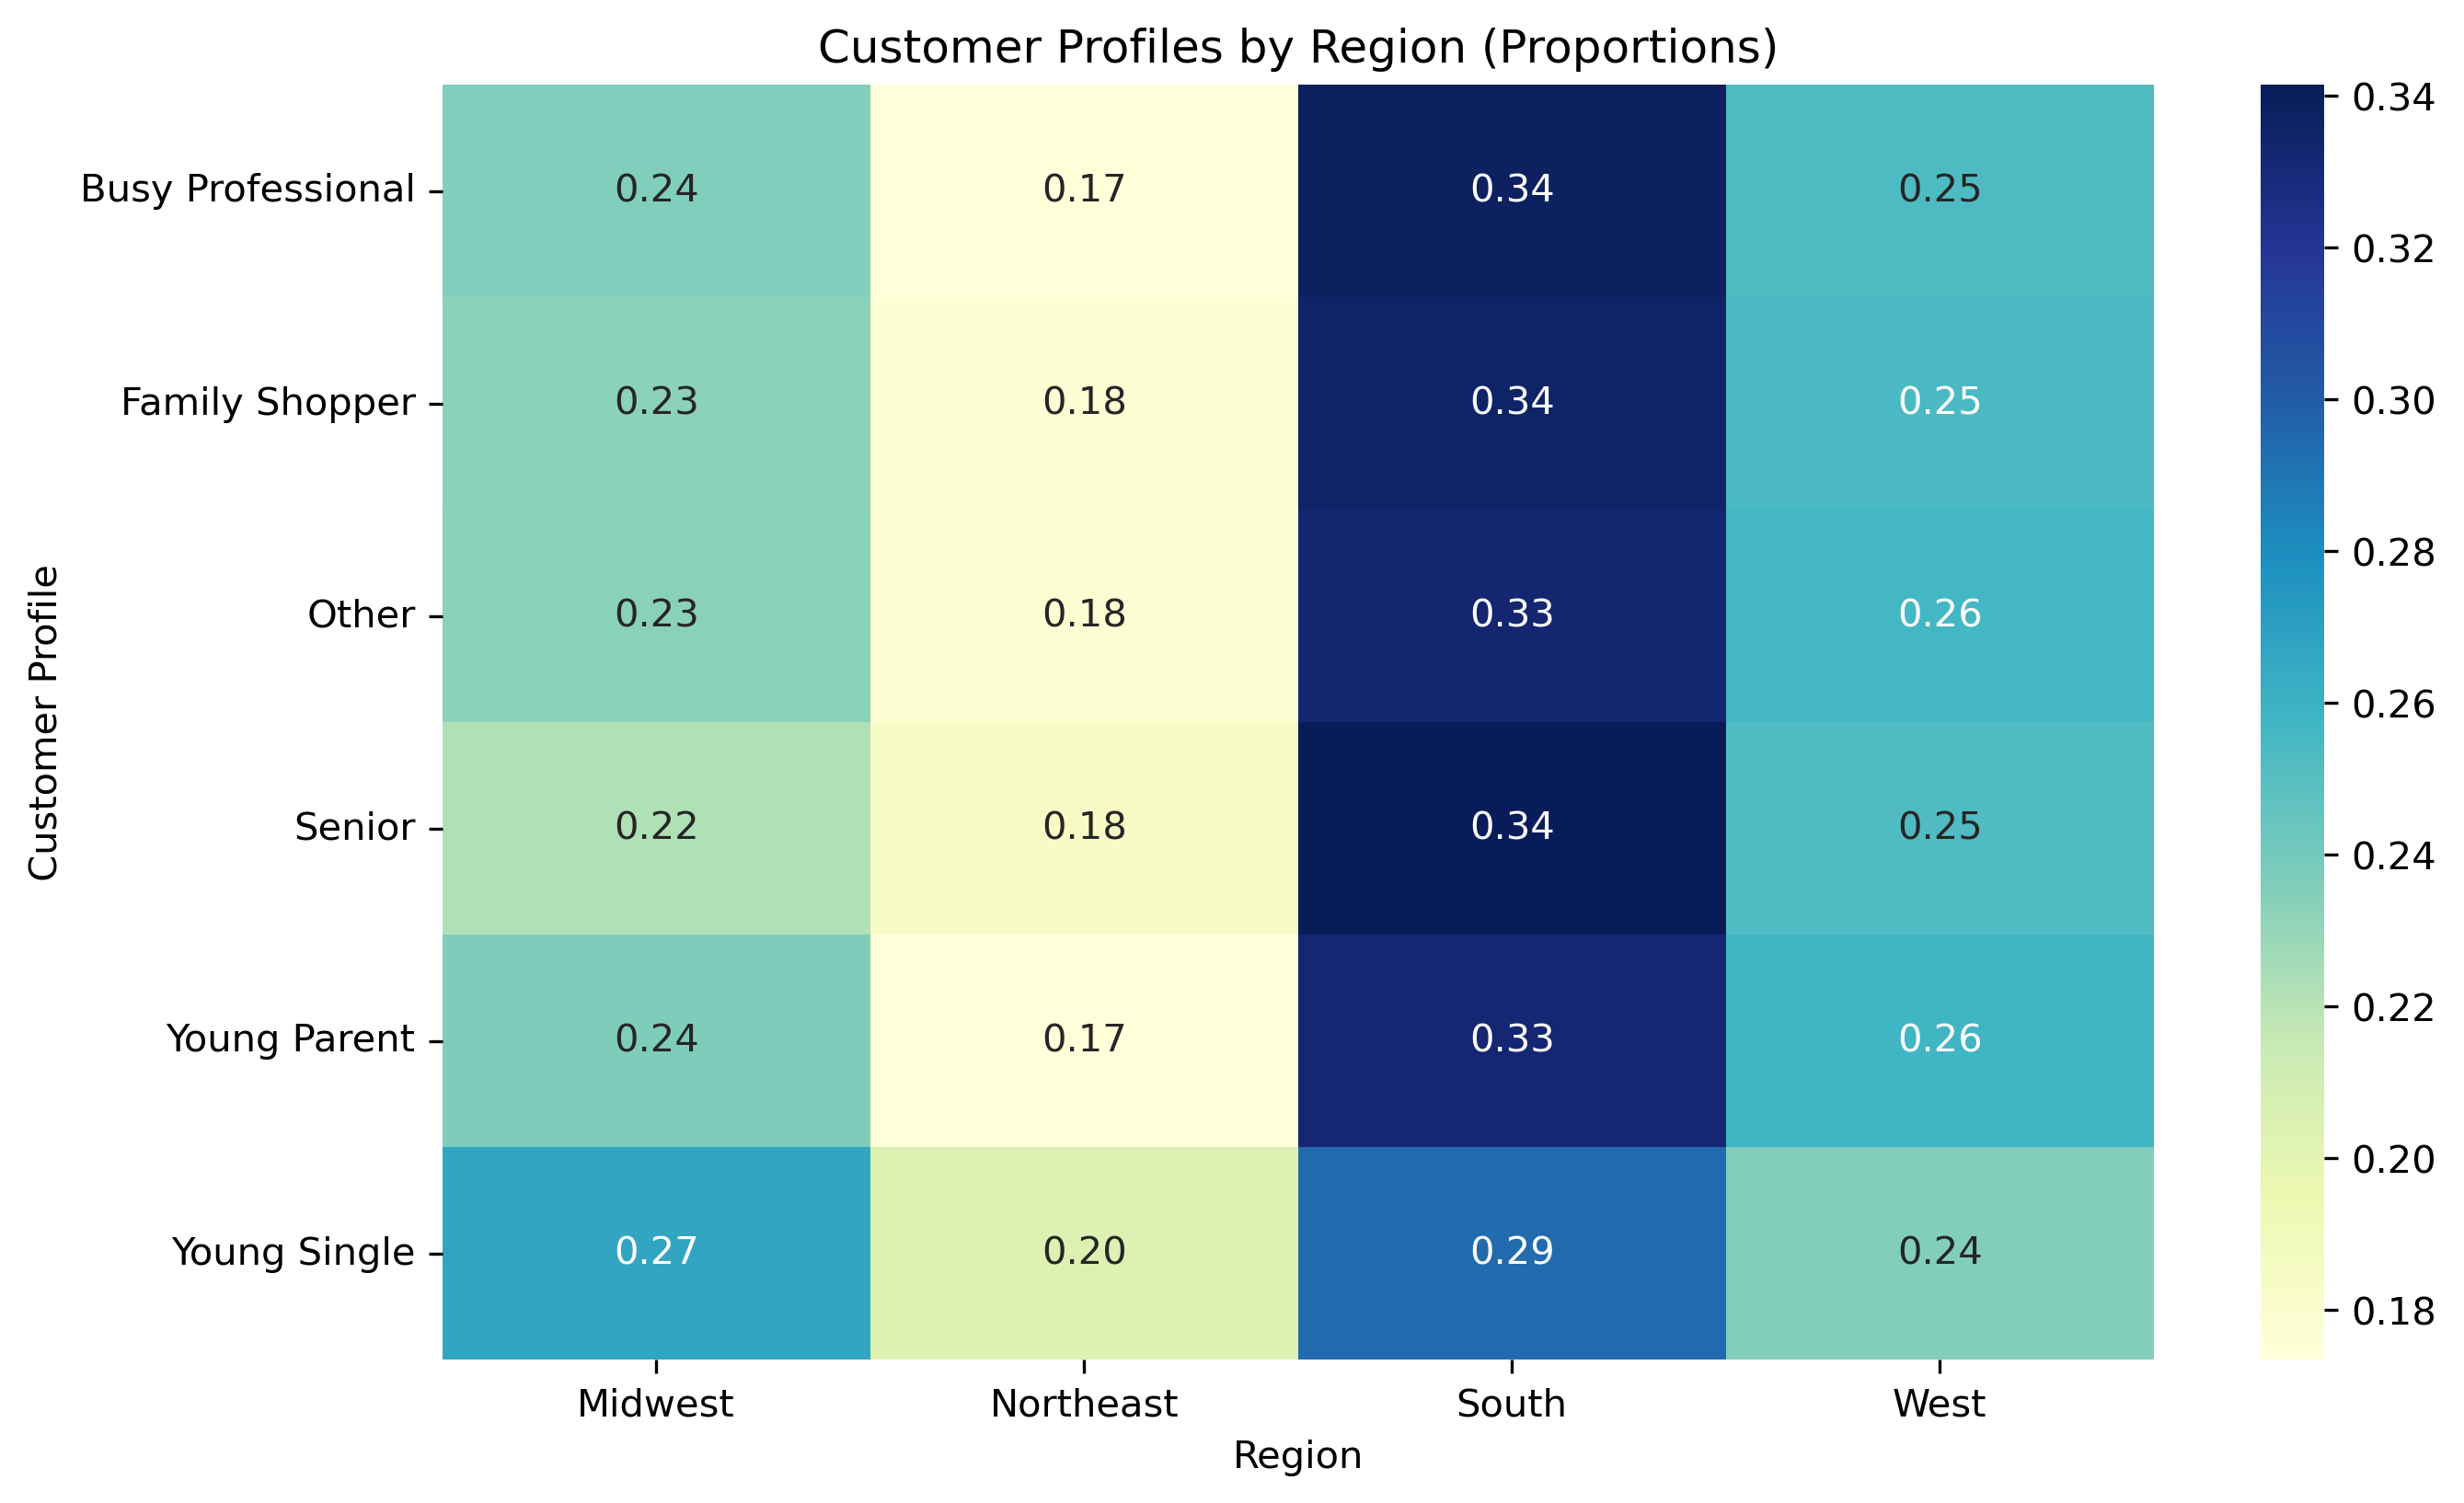 Customer Profiles by Region (Proportions)
Busy Professional 0.24 0.17 0.34 0.25
Family Shopper 0.23 0.18 0.34 0.25
Other 0.23 0.18 0.33 0.26
Senior 0.22 0.18 0.34 0.25
Young Parent 0.24 0.17 0.33 0.26
Young Single 0.27 0.20 0.29 0.24
Midwest Northeast South West
Region
Customer Profile
0.34
0.32
0.30
0.28
0.26
0.24
0.22
0.20
0.18